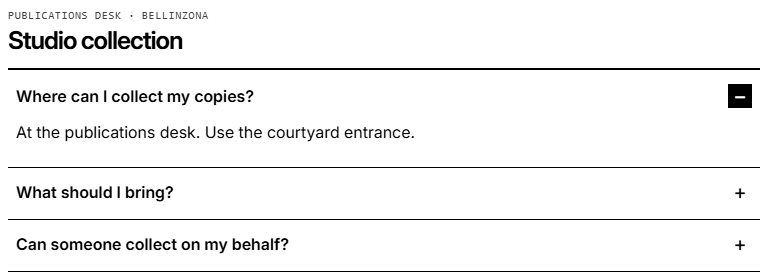 PUBLICATIONS DESK · BELLINZONA
Studio collection
Where can I collect my copies? −
At the publications desk. Use the courtyard entrance.
What should I bring? +
Can someone collect on my behalf? +